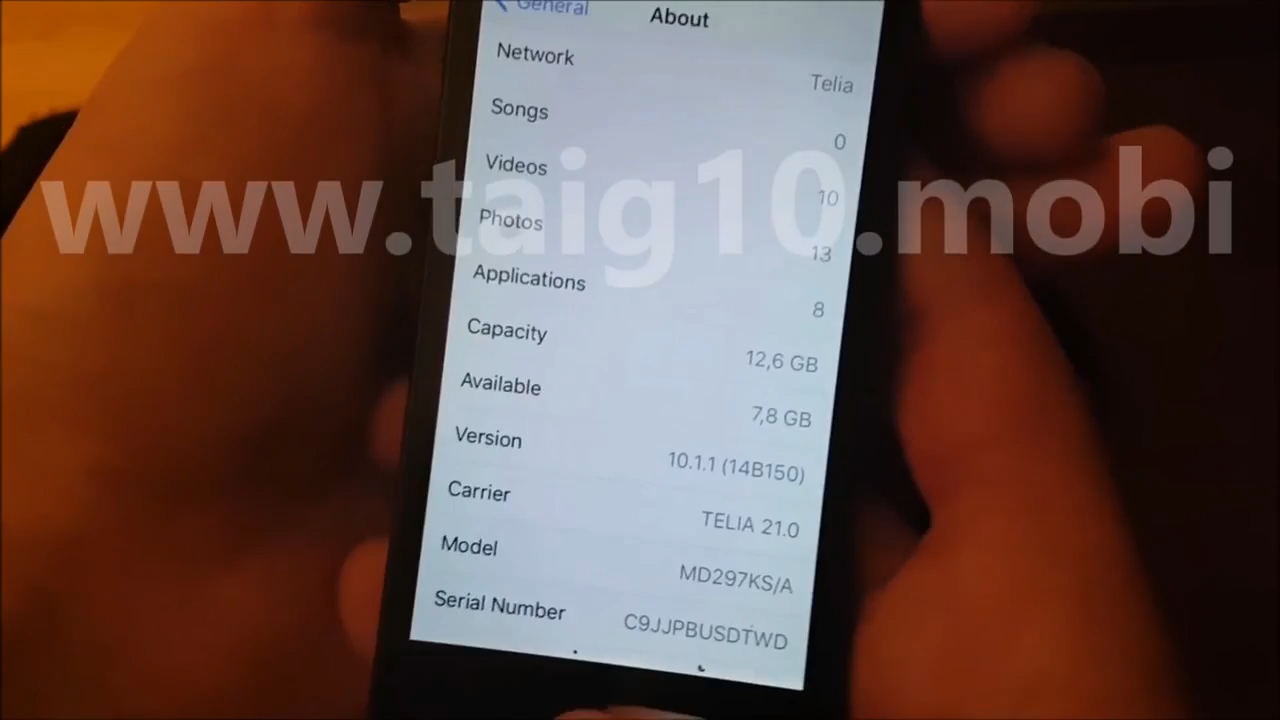 General
About
Network
Telia
Songs
0
Videos
10
Photos
13
Applications
8
Capacity
12,6 GB
Available
7,8 GB
Version
10.1.1 (14B150)
Carrier
TELIA 21.0
Model
MD297KS/A
Serial Number
C9JJPBUSDTWD
www.taig10.mobi